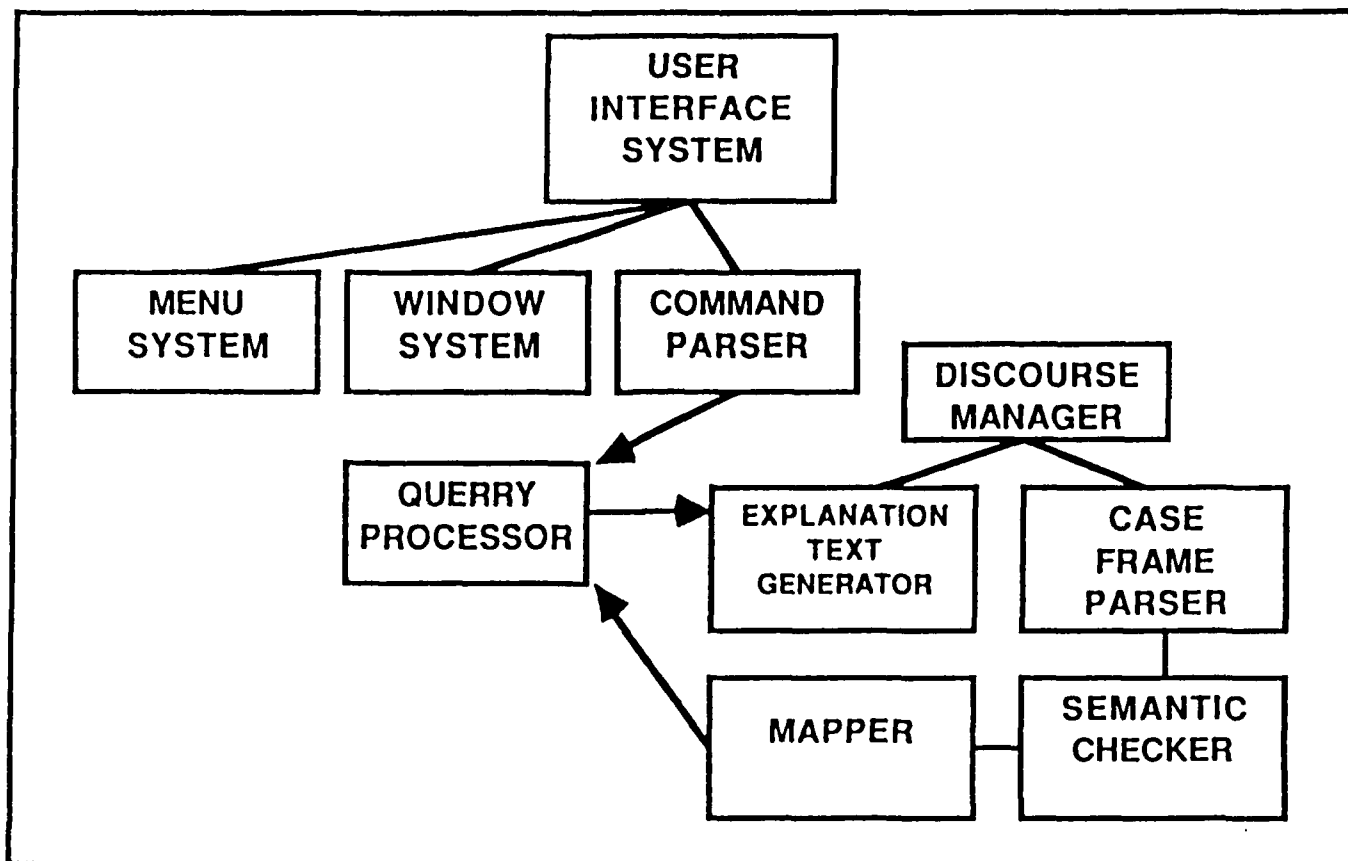 USER
INTERFACE
SYSTEM
MENU
SYSTEM
WINDOW
SYSTEM
COMMAND
PARSER
DISCOURSE
MANAGER
QUERRY
PROCESSOR
EXPLANATION
TEXT
GENERATOR
CASE
FRAME
PARSER
MAPPER
SEMANTIC
CHECKER